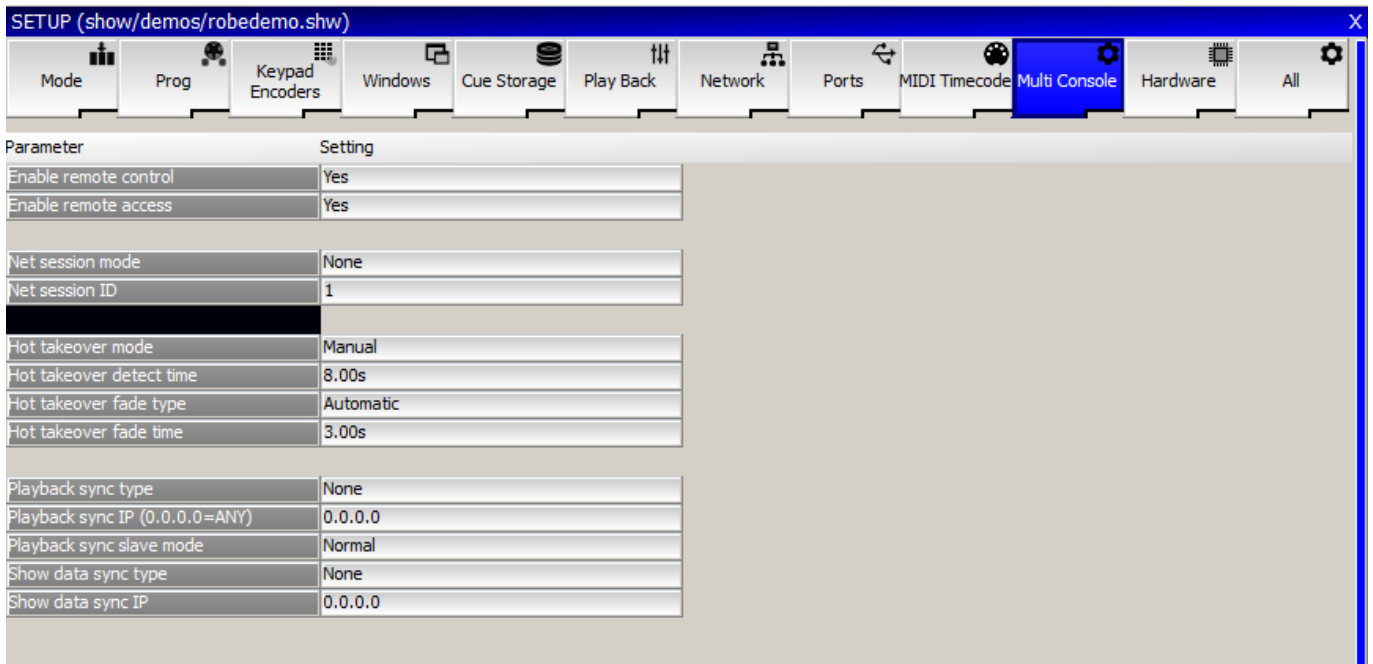 SETUP (show/demos/robedemo.shw) X
Mode Prog Keypad Encoders Windows Cue Storage Play Back Network Ports MIDI Timecode Multi Console Hardware All
Parameter Setting
Enable remote control Yes
Enable remote access Yes
Net session mode None
Net session ID 1
Hot takeover mode Manual
Hot takeover detect time 8.00s
Hot takeover fade type Automatic
Hot takeover fade time 3.00s
Playback sync type None
Playback sync IP (0.0.0.0=ANY) 0.0.0.0
Playback sync slave mode Normal
Show data sync type None
Show data sync IP 0.0.0.0